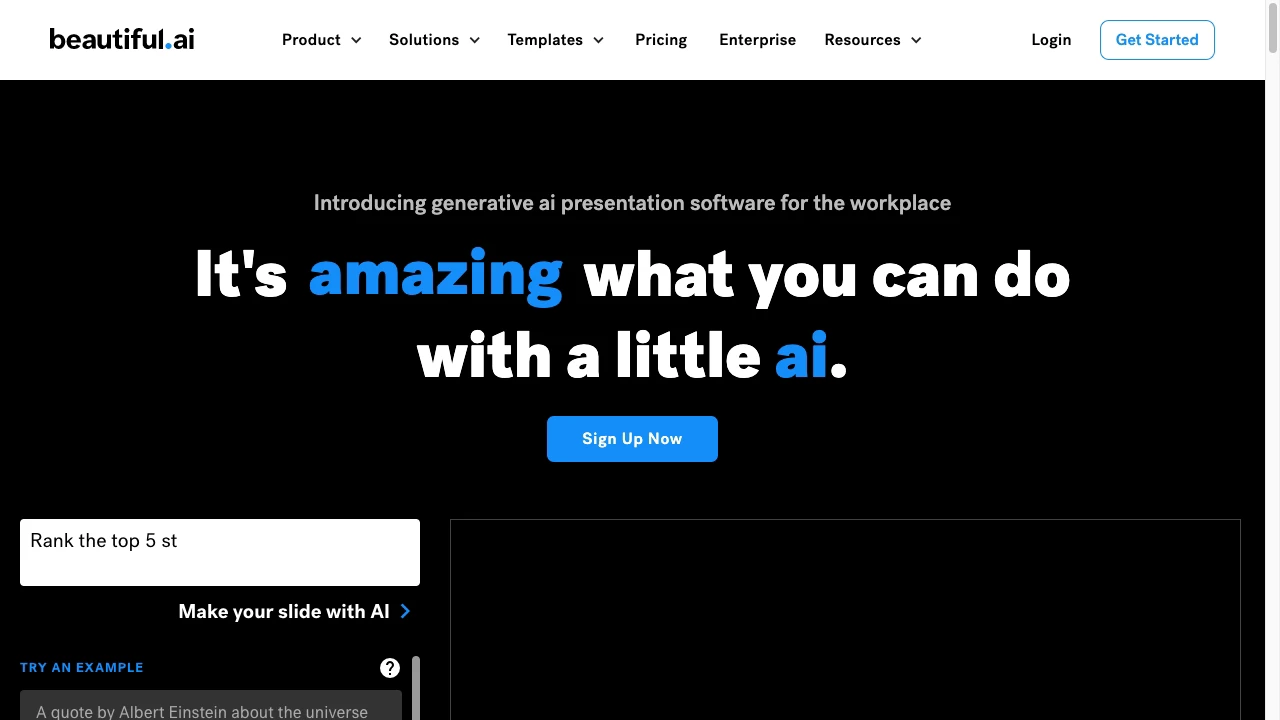 beautiful.ai
Product
Solutions
Templates
Pricing
Enterprise
Resources
Login
Get Started
Introducing generative ai presentation software for the workplace
It's amazing what you can do
with a little ai.
Sign Up Now
Rank the top 5 st
Make your slide with AI
TRY AN EXAMPLE
?
A quote by Albert Einstein about the universe